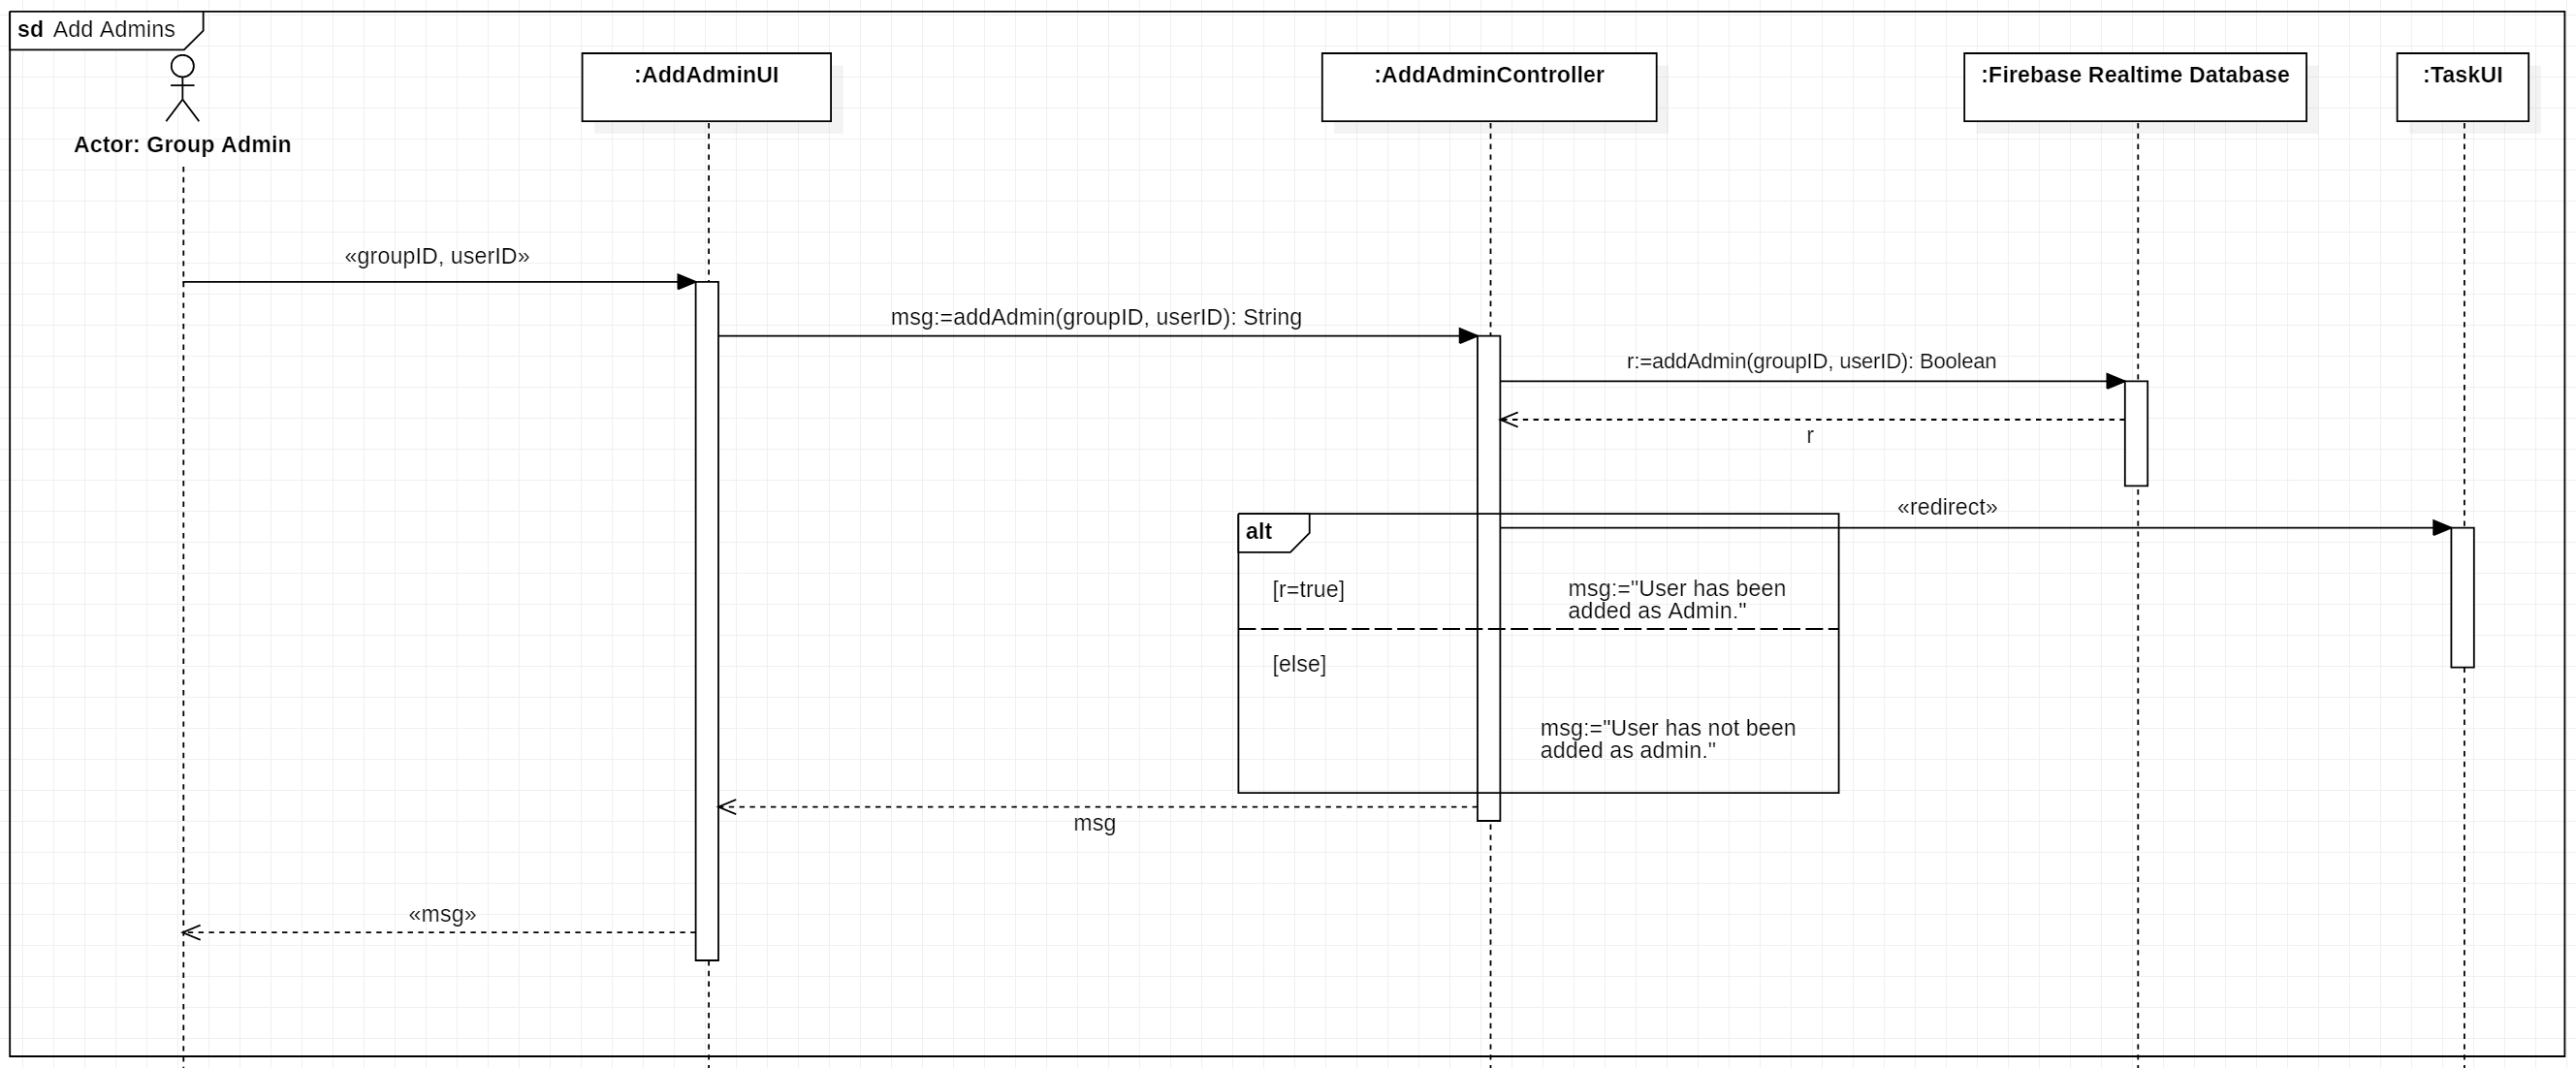 sd Add Admins
:AddAdminUI
:AddAdminController
:Firebase Realtime Database
:TaskUI
Actor: Group Admin
«groupID, userID»
msg:=addAdmin(groupID, userID): String
r:=addAdmin(groupID, userID): Boolean
r
«redirect»
alt
[r=true]
msg:="User has been
added as Admin."
[else]
msg:="User has not been
added as admin."
msg
«msg»